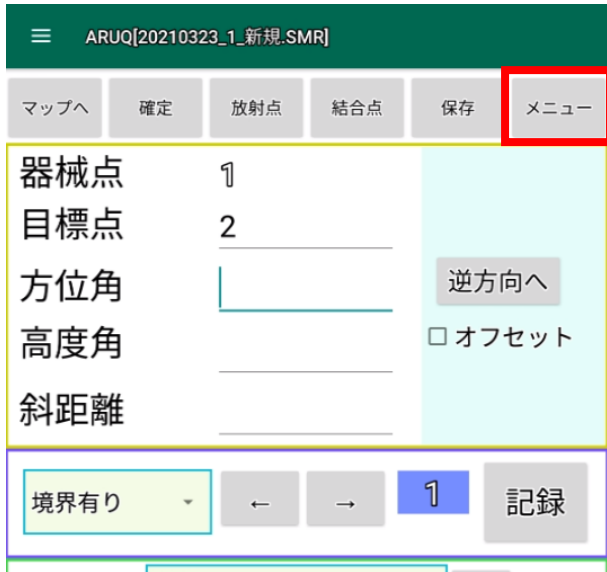 ARUQ[20210323_1_新規.SMR]
マップへ 確定 放射点 結合点 保存 メニュー
器械点 1
目標点 2
方位角 逆方向へ
高度角 オフセット
斜距離
境界有り ← → 1 記録